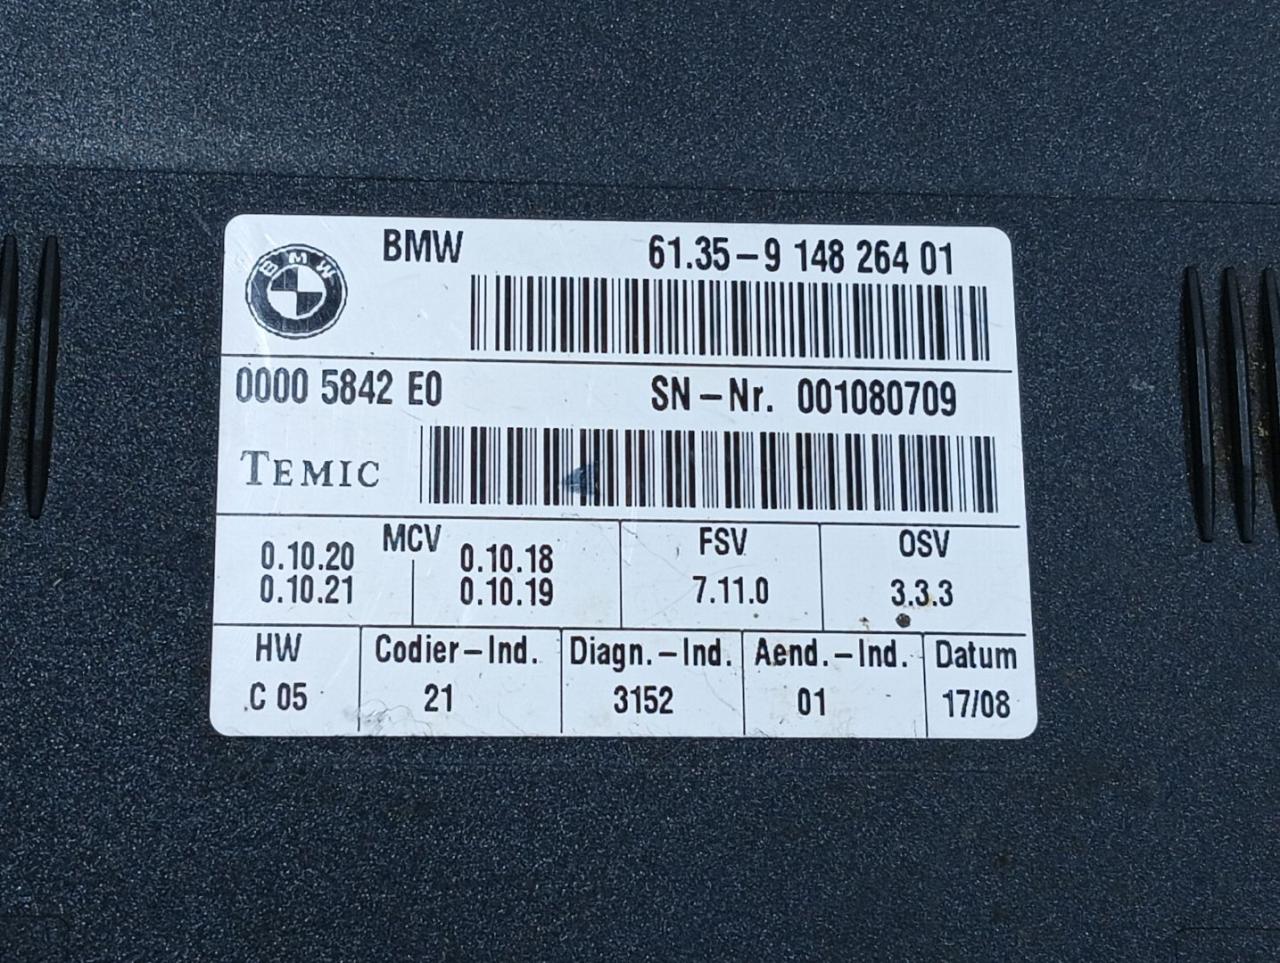 BMW
BMW 61.35-9 148 264 01
0000 5842 E0 SN-Nr. 001080709
TEMIC
MCV FSV OSV
0.10.20 0.10.18
0.10.21 0.10.19 7.11.0 3.3.3
HW Codier-Ind. Diagn.-Ind. Aend.-Ind. Datum
C 05 21 3152 01 17/08